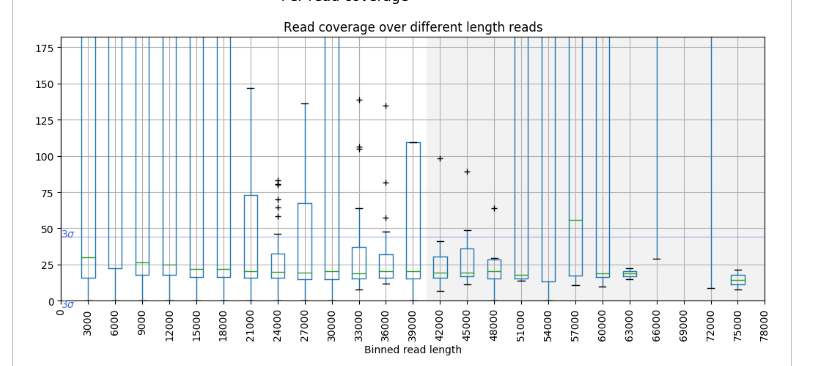 Read coverage over different length reads
175
150
125
100
75
50
3σ
25
0
3σ
0 3000 6000 9000 12000 15000 18000 21000 24000 27000 30000 33000 36000 39000 42000 45000 48000 51000 54000 57000 60000 63000 66000 69000 72000 75000 78000
Binned read length